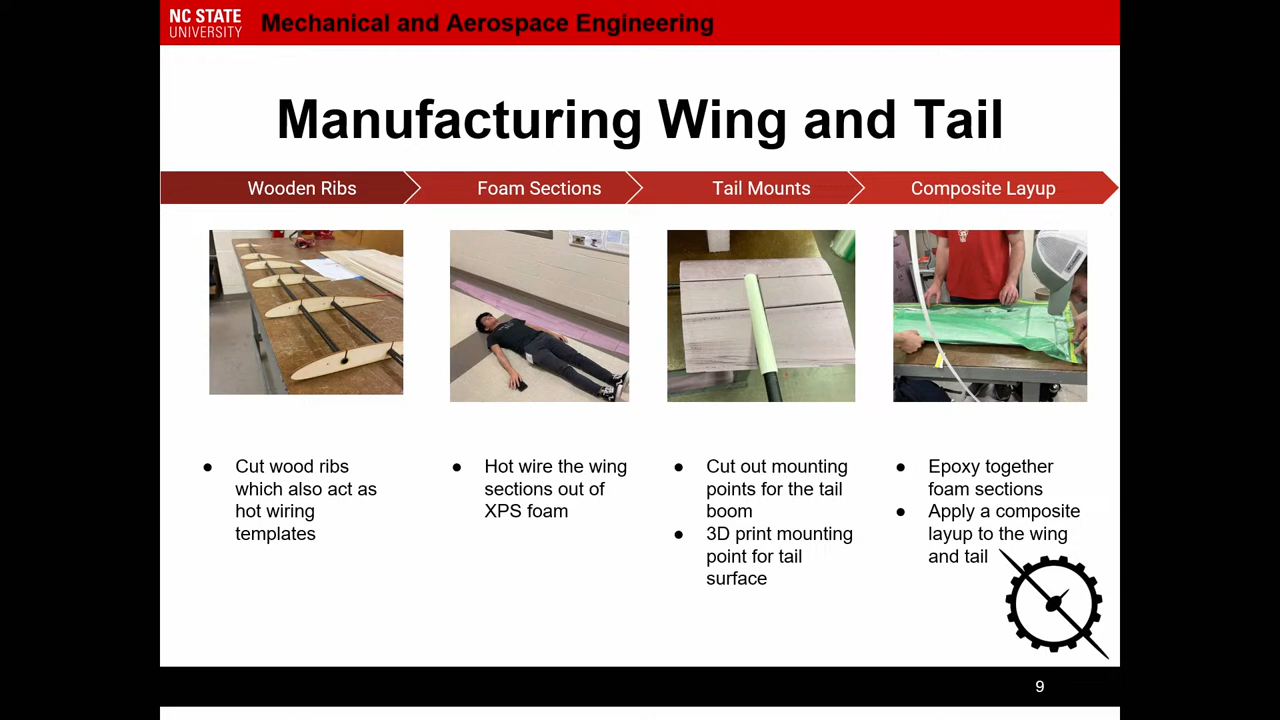 NC STATE
UNIVERSITY
Mechanical and Aerospace Engineering
Manufacturing Wing and Tail
Wooden Ribs
Foam Sections
Tail Mounts
Composite Layup
● Cut wood ribs
which also act as
hot wiring
templates
● Hot wire the wing
sections out of
XPS foam
● Cut out mounting
points for the tail
boom
● 3D print mounting
point for tail
surface
● Epoxy together
foam sections
● Apply a composite
layup to the wing
and tail
9